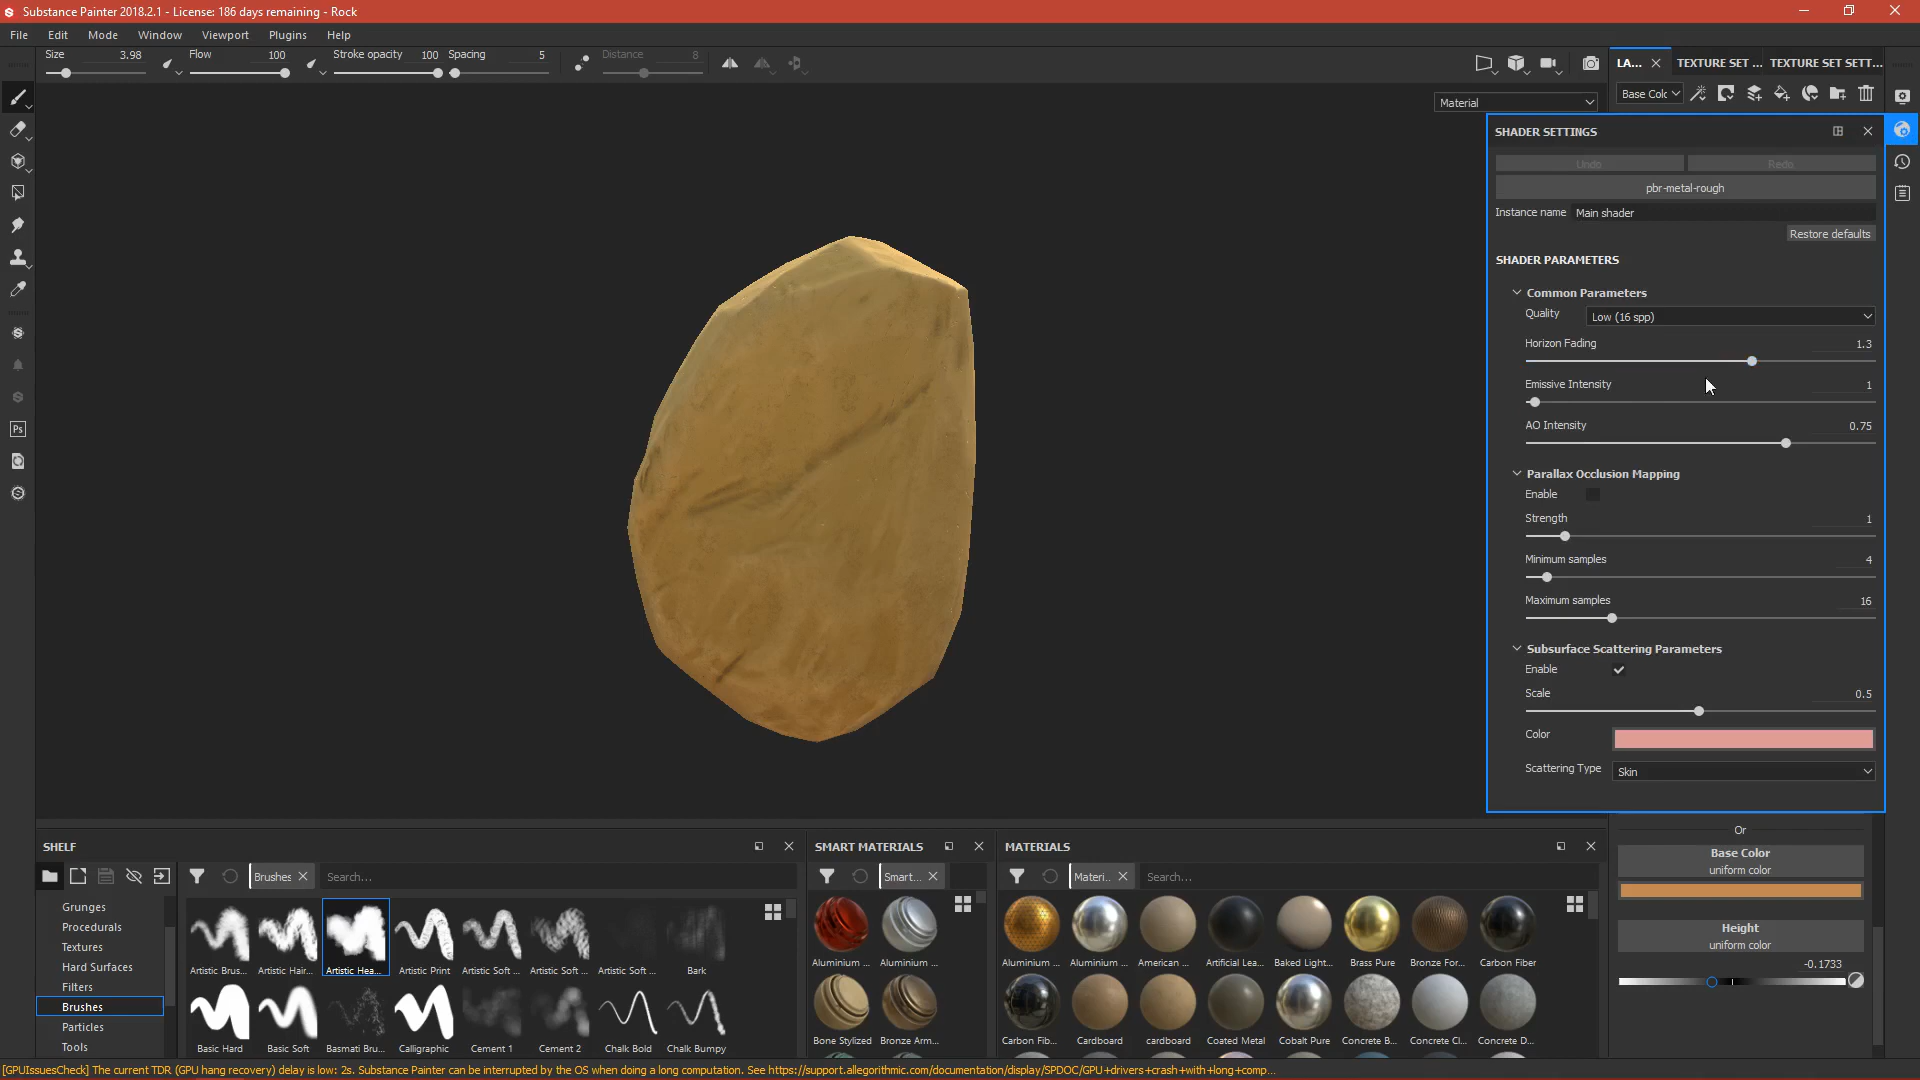 Substance Painter 2018.2.1 - License: 186 days remaining - Rock
File Edit Mode Window Viewport Plugins Help
Size 3.98 Flow 100 Stroke opacity 100 Spacing 5 Distance 8
LA... TEXTURE SET ... TEXTURE SET SETT...
Material
Base Colc
SHADER SETTINGS
Undo Redo
pbr-metal-rough
Instance name Main shader
Restore defaults
SHADER PARAMETERS
Common Parameters
Quality Low (16 spp)
Horizon Fading 1.3
Emissive Intensity 1
AO Intensity 0.75
Parallax Occlusion Mapping
Enable
Strength 1
Minimum samples 4
Maximum samples 16
Subsurface Scattering Parameters
Enable
Scale 0.5
Color
Scattering Type Skin
Or
Base Color
uniform color
Height
uniform color
-0.1733
Ps
SHELF
Brushes Search...
Grunges
Procedurals
Textures
Hard Surfaces
Filters
Brushes
Particles
Tools
Artistic Brus... Artistic Hair... Artistic Hea... Artistic Print Artistic Soft ... Artistic Soft ... Artistic Soft ... Bark
Basic Hard Basic Soft Basmati Bru... Calligraphic Cement 1 Cement 2 Chalk Bold Chalk Bumpy
SMART MATERIALS
Smart...
Aluminium ... Aluminium ...
Bone Stylized Bronze Arm...
MATERIALS
Materi.. Search...
Aluminium ... Aluminium ... American ... Artificial Lea... Baked Light... Brass Pure Bronze For... Carbon Fiber
Carbon Fib... Cardboard cardboard Coated Metal Cobalt Pure Concrete B... Concrete Cl... Concrete D...
[GPUIssuesCheck] The current TDR (GPU hang recovery) delay is low: 2s. Substance Painter can be interrupted by the OS when doing a long computation. See https://support.allegorithmic.com/documentation/display/SPDOC/GPU+drivers+crash+with+long+comp...